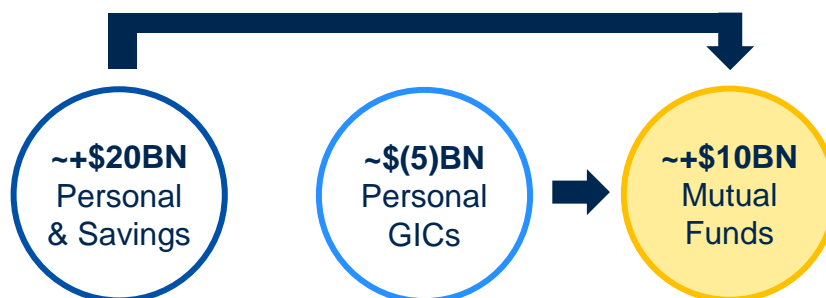 ~+$20BN
Personal
& Savings
~$(5)BN
Personal
GICs
~+$10BN
Mutual
Funds